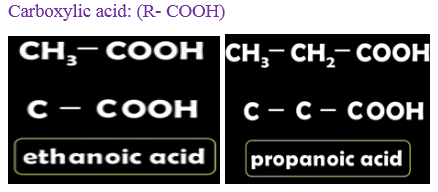 Carboxylic acid: (R- COOH)
CH₃— COOH
C — COOH
ethanoic acid
CH₃— CH₂— COOH
C — C — COOH
propanoic acid